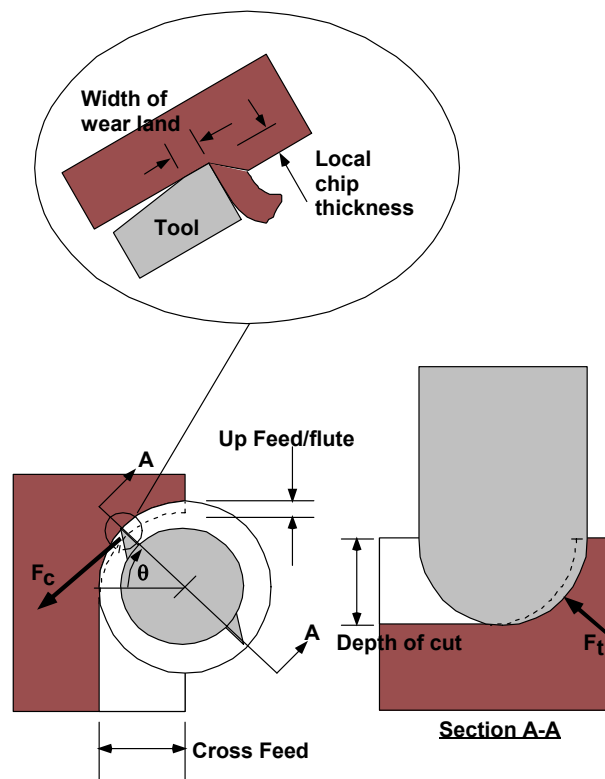 Width of
wear land
Local
chip
thickness
Tool
Up Feed/flute
A
Fc
θ
A
Depth of cut
Ft
Cross Feed
Section A-A